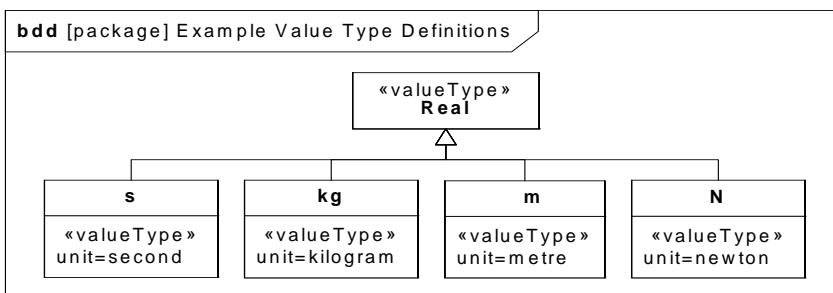 bdd [package] Example Value Type Definitions
«valueType»
Real
s
«valueType»
unit=second
kg
«valueType»
unit=kilogram
m
«valueType»
unit=metre
N
«valueType»
unit=newton